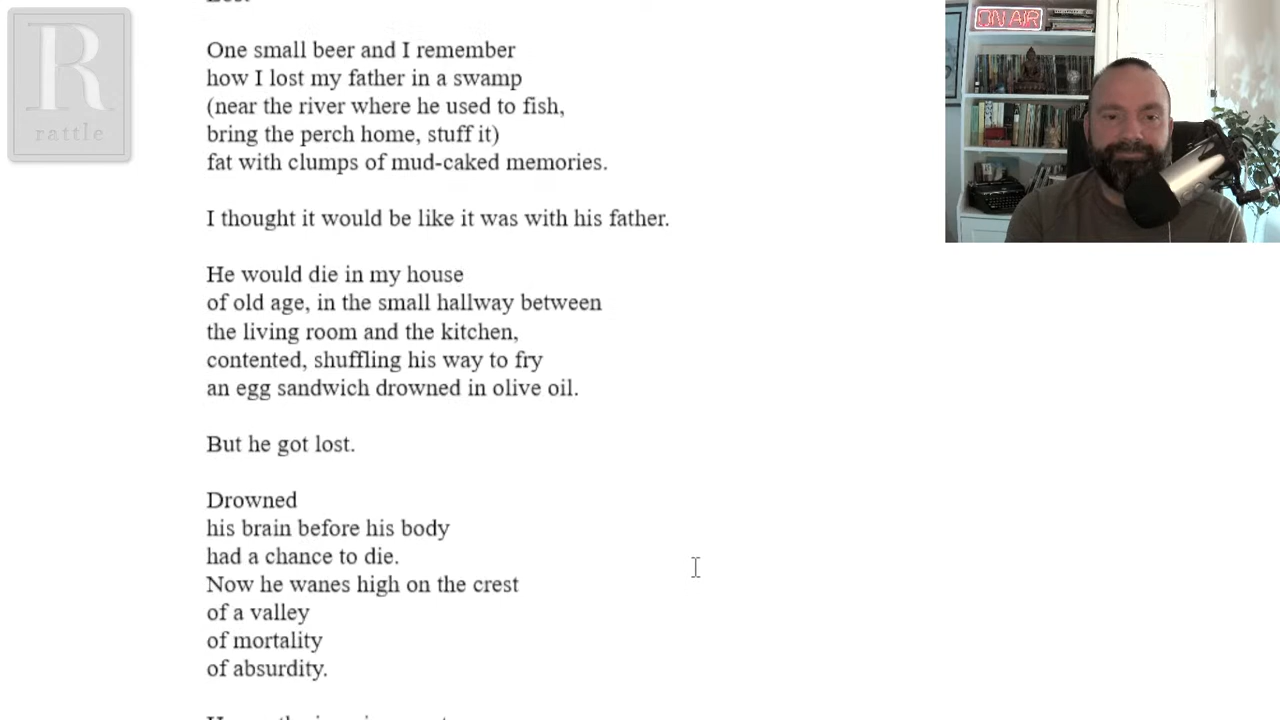 R
rattle
ON AIR
One small beer and I remember
how I lost my father in a swamp
(near the river where he used to fish,
bring the perch home, stuff it)
fat with clumps of mud-caked memories.
I thought it would be like it was with his father.
He would die in my house
of old age, in the small hallway between
the living room and the kitchen,
contented, shuffling his way to fry
an egg sandwich drowned in olive oil.
But he got lost.
Drowned
his brain before his body
had a chance to die.
Now he wanes high on the crest
of a valley
of mortality
of absurdity.